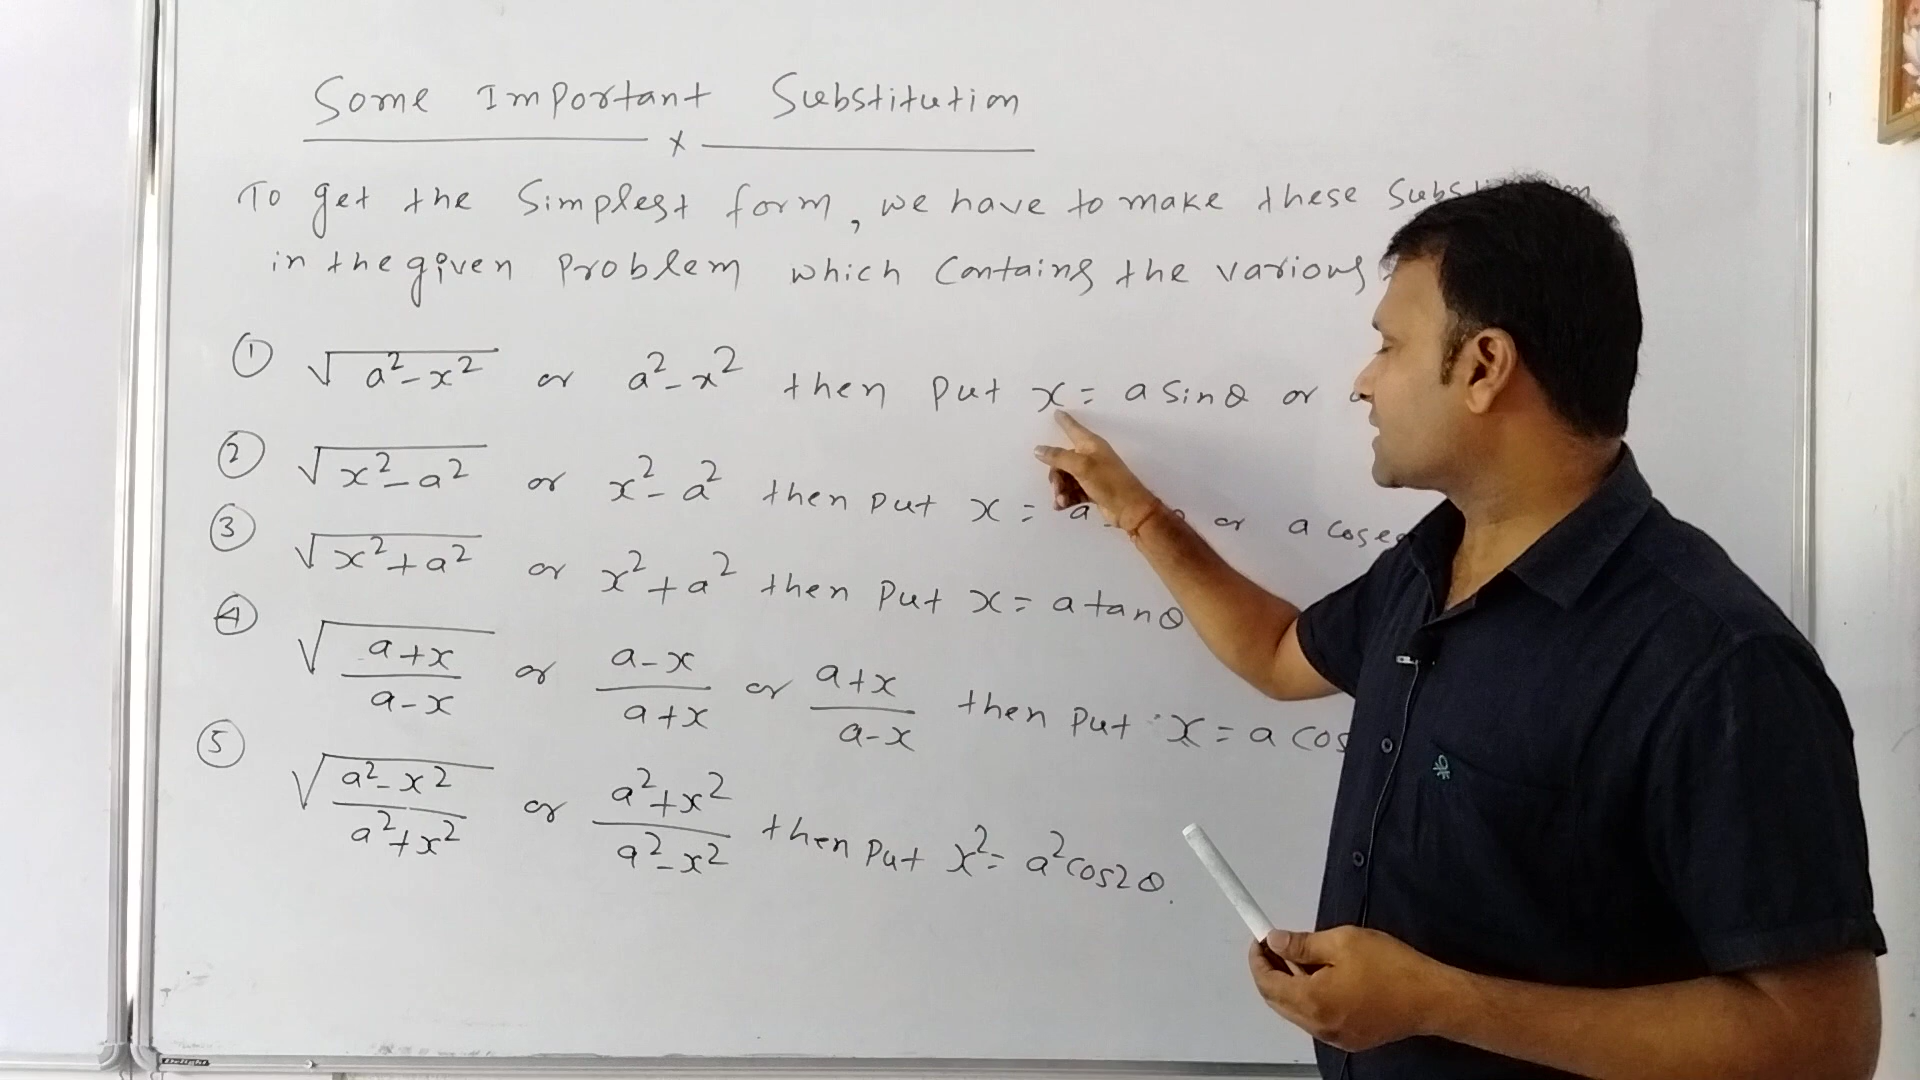 Some Important Substitution
x
To get the Simplest form, we have to make these
in the given Problem which Contains the various
① √(a²-x²) or a²-x² then Put x = a sinθ or
② √(x²-a²) or x²-a² then Put x = a or a
③ √(x²+a²) or x²+a² then Put x = a tanθ
④ √((a+x)/(a-x)) or (a-x)/(a+x) or (a+x)/(a-x) then Put x = a cos
⑤ √((a²-x²)/(a²+x²)) or (a²+x²)/(a²-x²) then Put x² = a²cos2θ.